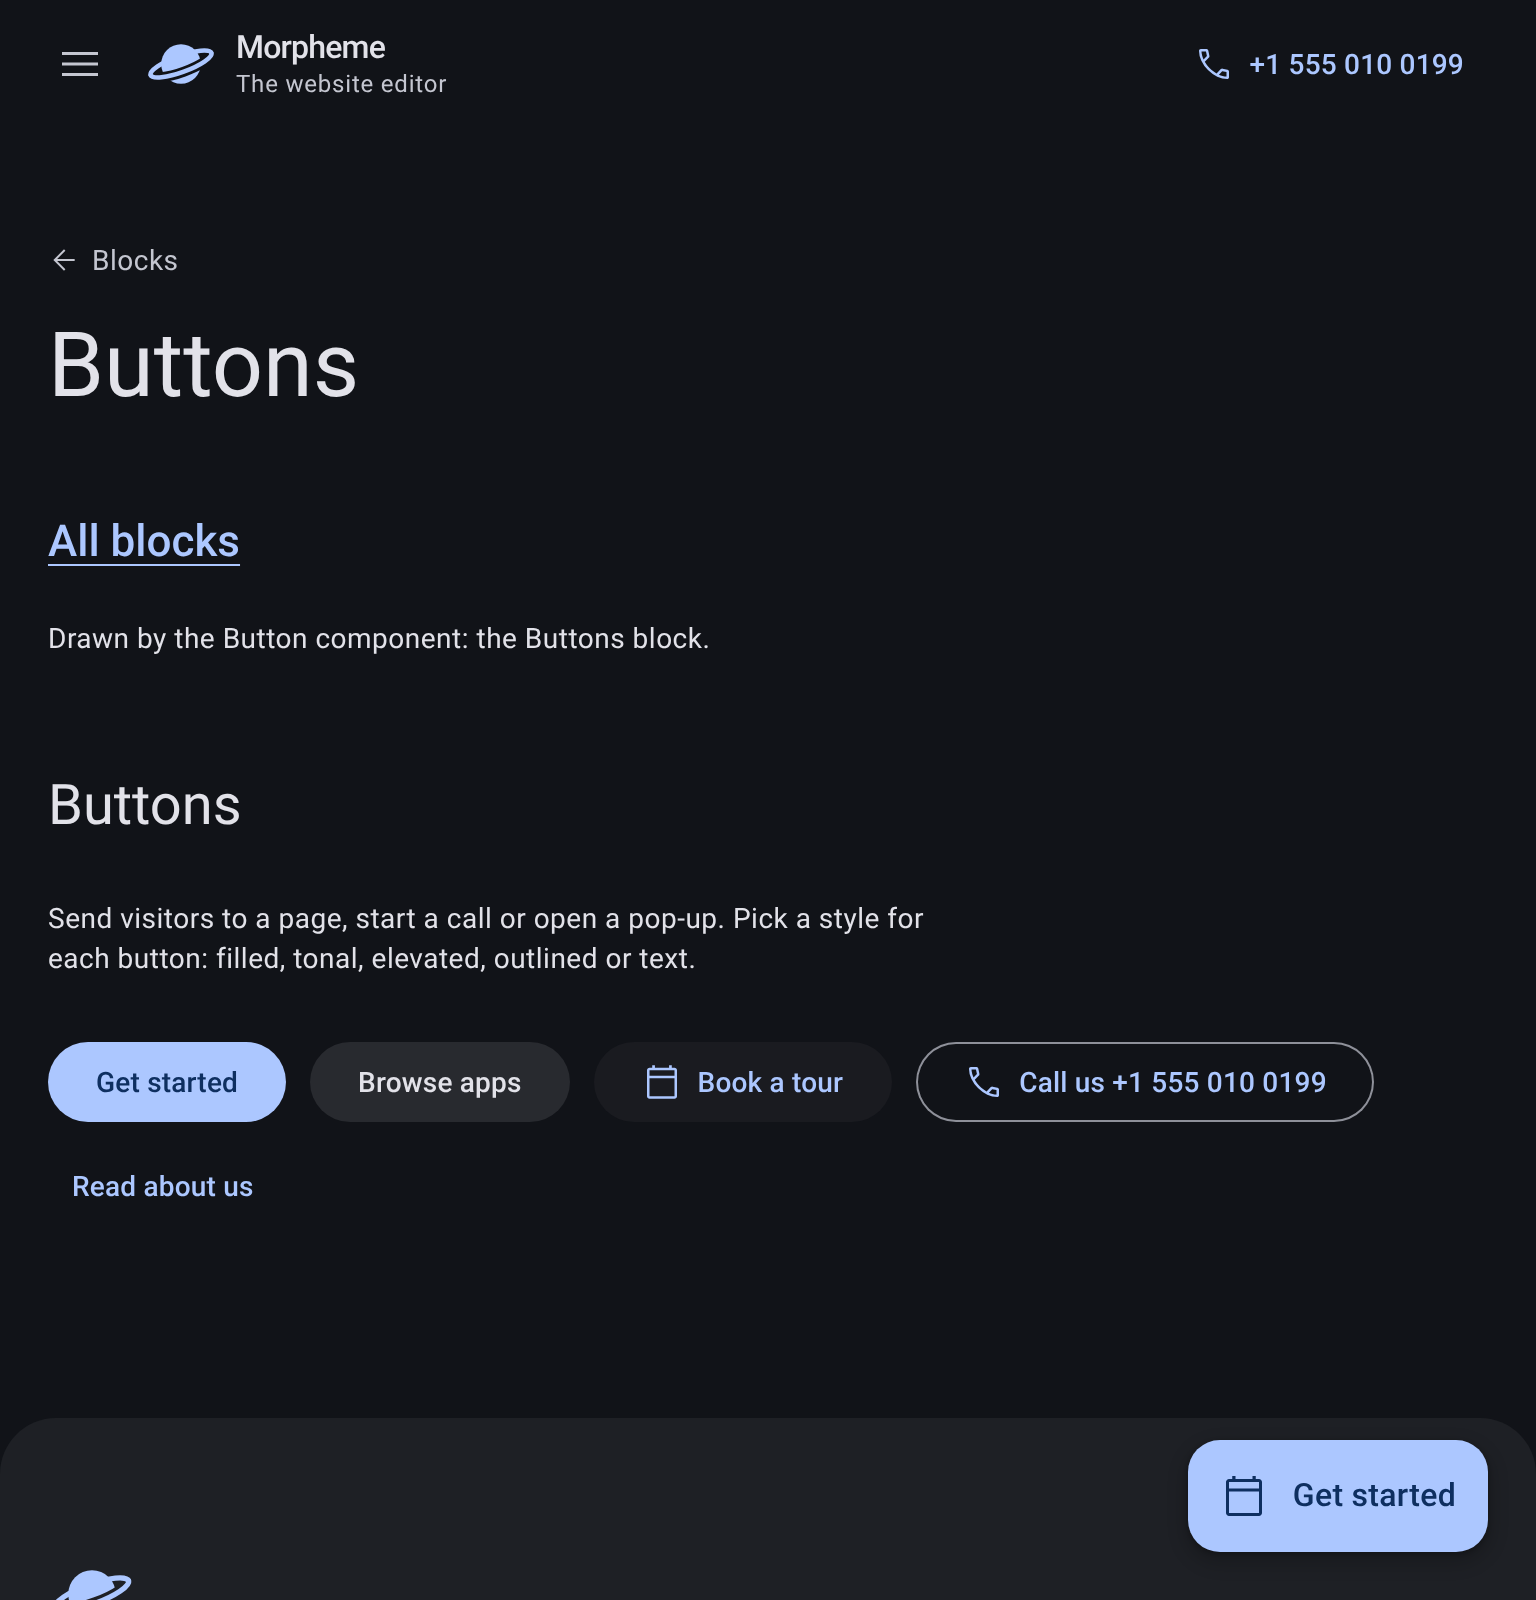 Morpheme
The website editor
+1 555 010 0199
Blocks
Buttons
All blocks
Drawn by the Button component: the Buttons block.
Buttons
Send visitors to a page, start a call or open a pop-up. Pick a style for
each button: filled, tonal, elevated, outlined or text.
Get started
Browse apps
Book a tour
Call us +1 555 010 0199
Read about us
Get started